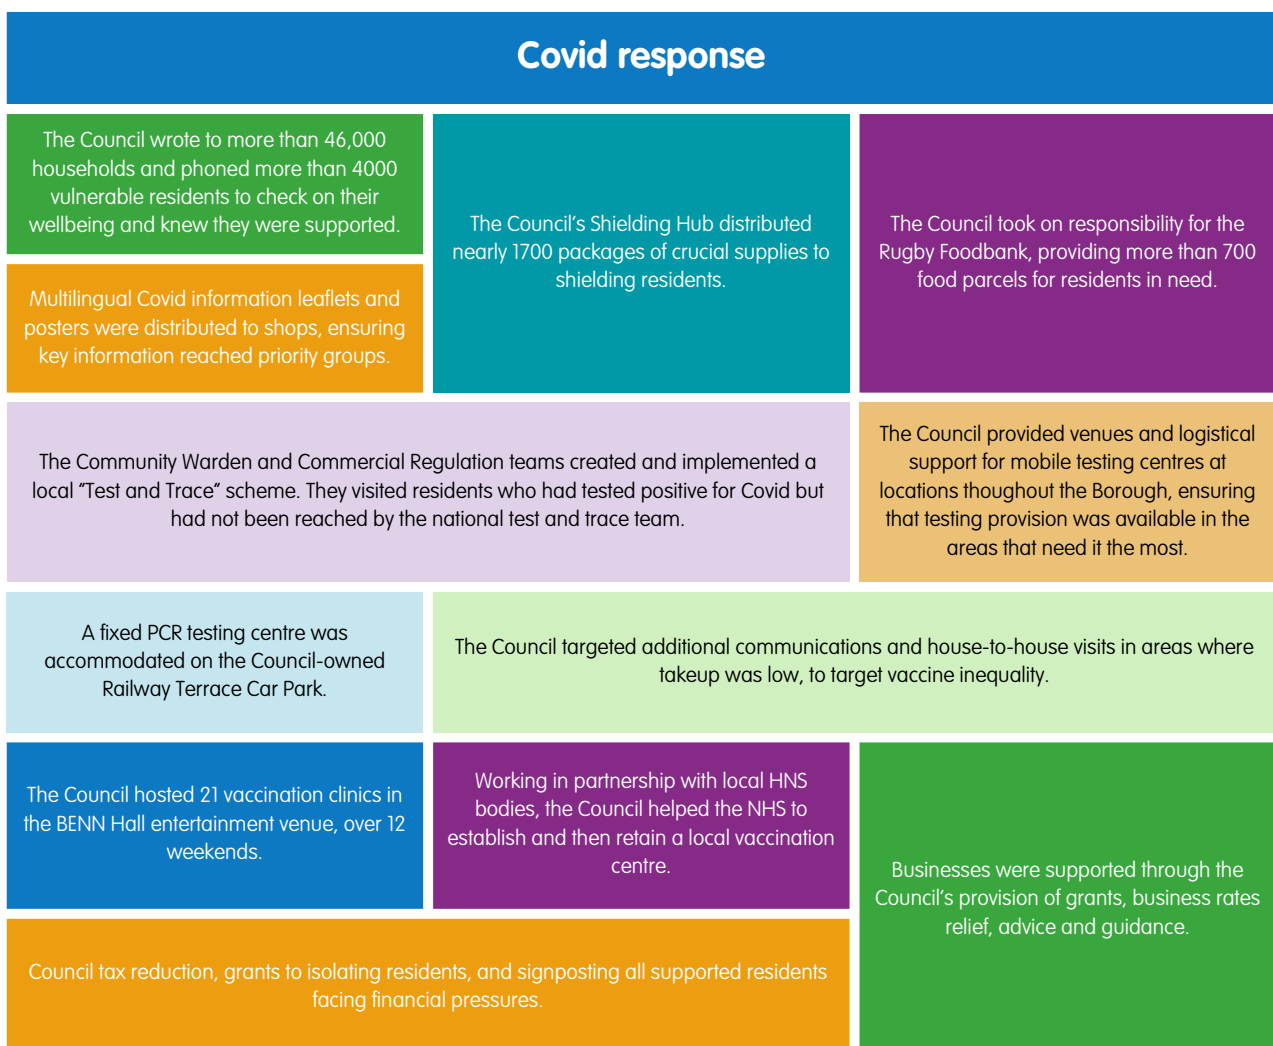 Covid response
The Council wrote to more than 46,000
households and phoned more than 4000
vulnerable residents to check on their
wellbeing and knew they were supported.
Multilingual Covid information leaflets and
posters were distributed to shops, ensuring
key information reached priority groups.
The Council's Shielding Hub distributed
nearly 1700 packages of crucial supplies to
shielding residents.
The Council took on responsibility for the
Rugby Foodbank, providing more than 700
food parcels for residents in need.
The Community Warden and Commercial Regulation teams created and implemented a
local "Test and Trace" scheme. They visited residents who had tested positive for Covid but
had not been reached by the national test and trace team.
The Council provided venues and logistical
support for mobile testing centres at
locations thoughout the Borough, ensuring
that testing provision was available in the
areas that need it the most.
A fixed PCR testing centre was
accommodated on the Council-owned
Railway Terrace Car Park.
The Council targeted additional communications and house-to-house visits in areas where
takeup was low, to target vaccine inequality.
The Council hosted 21 vaccination clinics in
the BENN Hall entertainment venue, over 12
weekends.
Working in partnership with local HNS
bodies, the Council helped the NHS to
establish and then retain a local vaccination
centre.
Businesses were supported through the
Council's provision of grants, business rates
relief, advice and guidance.
Council tax reduction, grants to isolating residents, and signposting all supported residents
facing financial pressures.